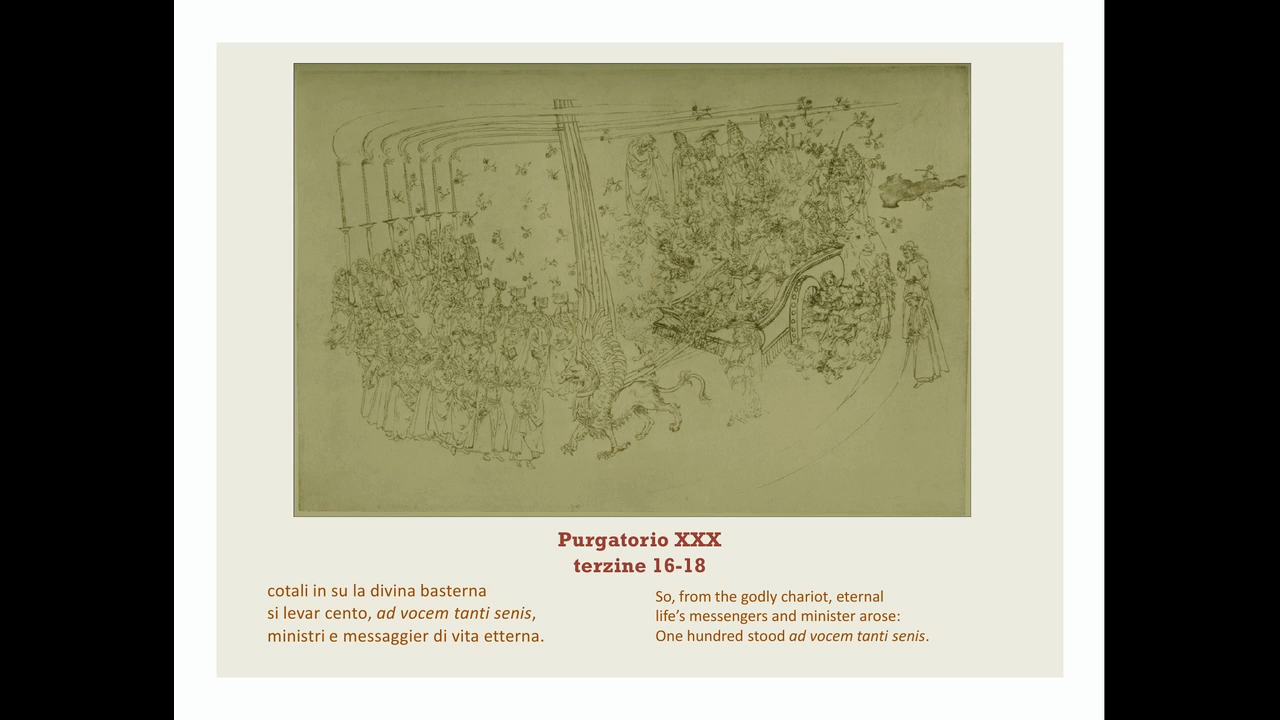 Purgatorio XXX
terzine 16-18
cotali in su la divina basterna
si levar cento, ad vocem tanti senis,
ministri e messaggier di vita etterna.
So, from the godly chariot, eternal
life's messengers and minister arose:
One hundred stood ad vocem tanti senis.